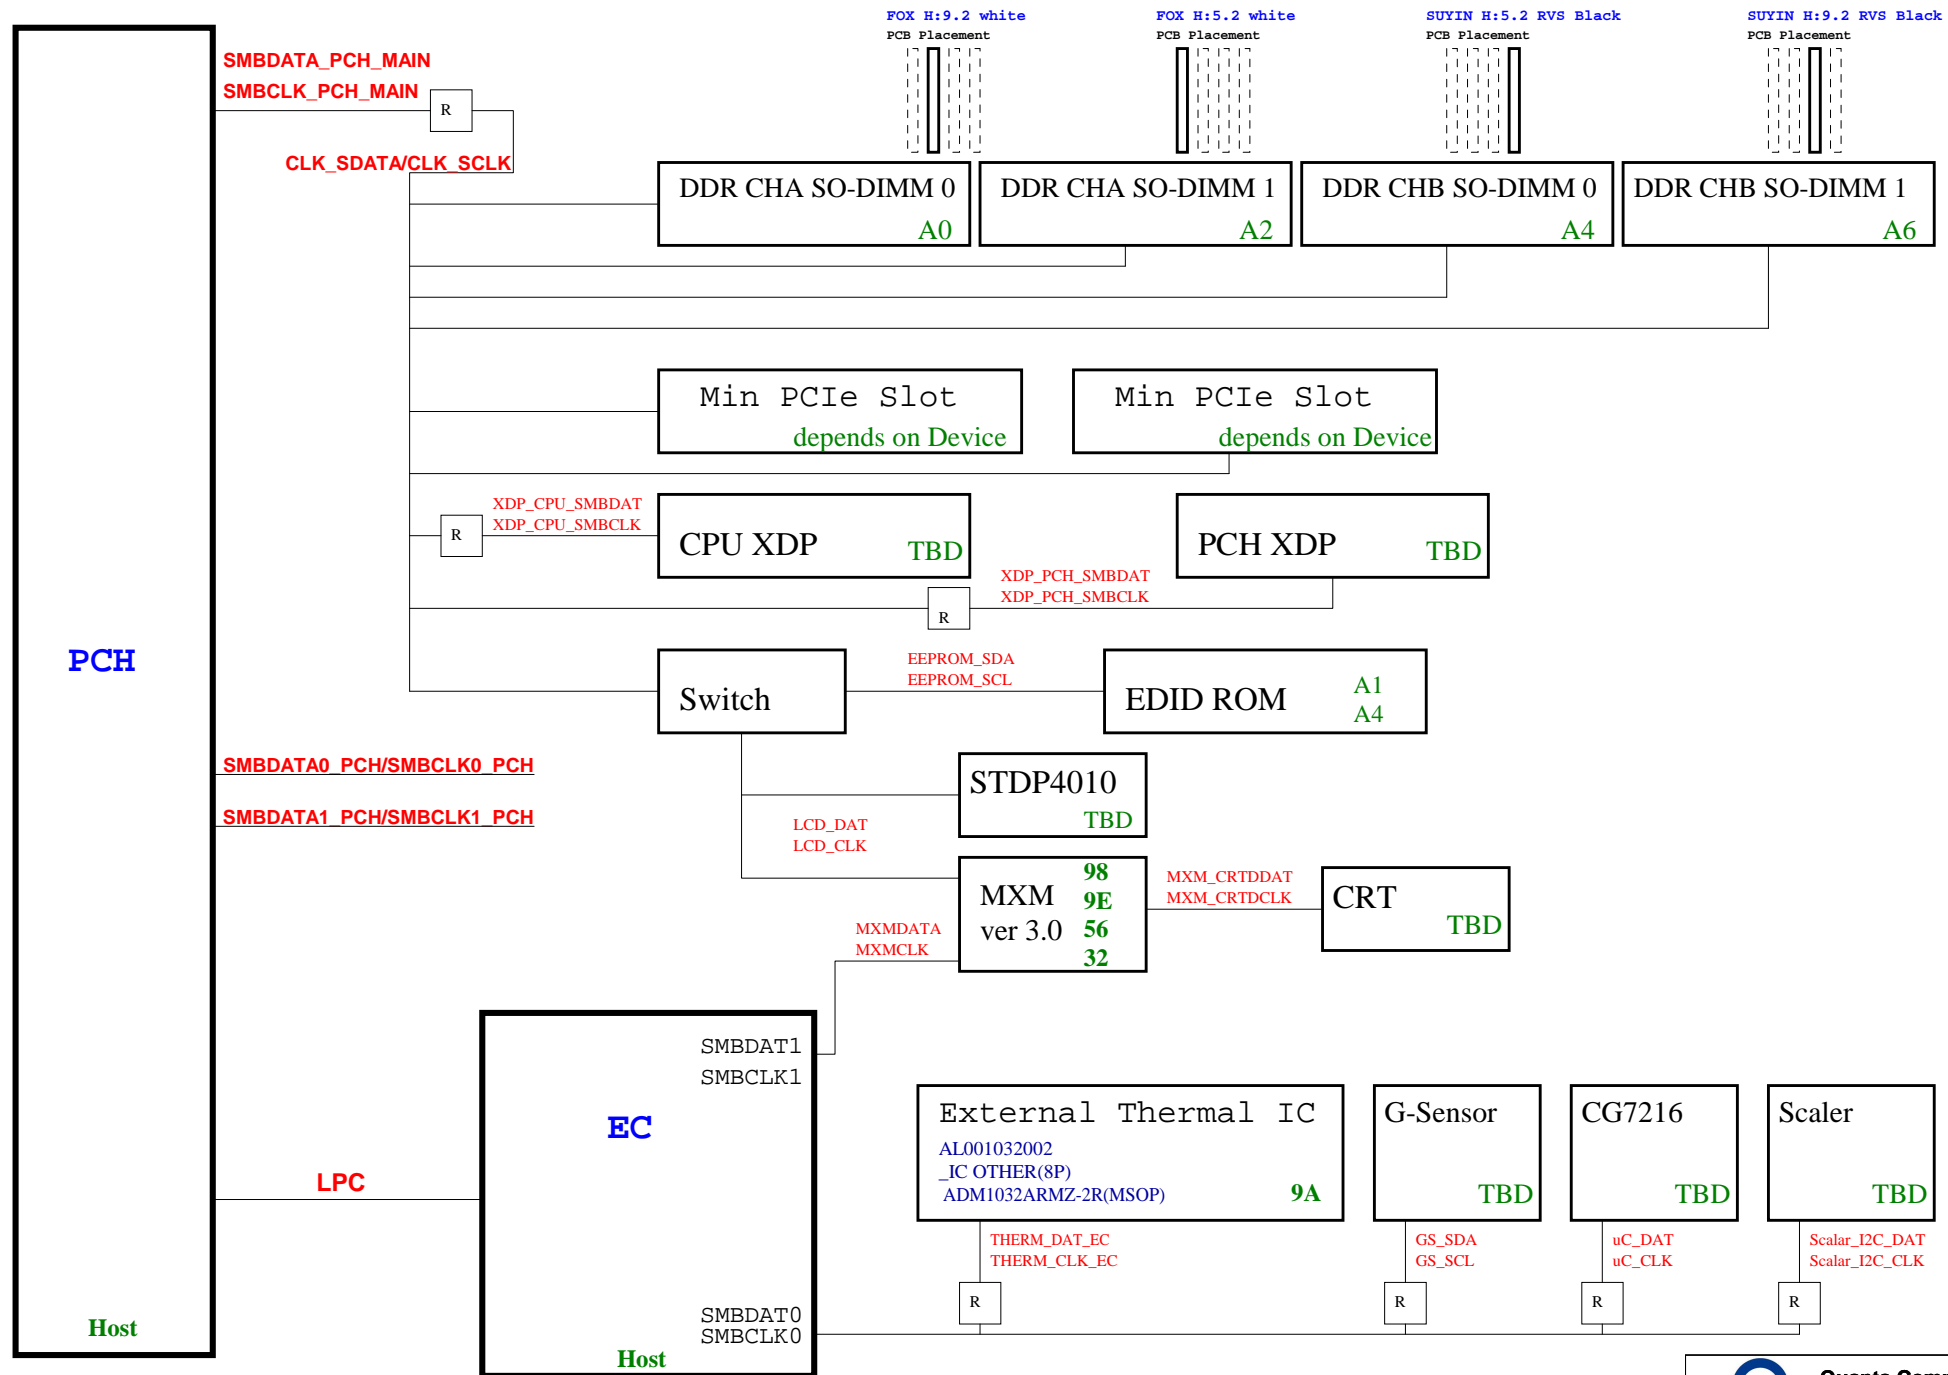 FOX H:9.2 white
PCB Placement
FOX H:5.2 white
PCB Placement
SUYIN H:5.2 RVS Black
PCB Placement
SUYIN H:9.2 RVS Black
PCB Placement
SMBDATA_PCH_MAIN
SMBCLK_PCH_MAIN
R
CLK_SDATA/CLK_SCLK
DDR CHA SO-DIMM 0
A0
DDR CHA SO-DIMM 1
A2
DDR CHB SO-DIMM 0
A4
DDR CHB SO-DIMM 1
A6
Min PCIe Slot
depends on Device
Min PCIe Slot
depends on Device
XDP_CPU_SMBDAT
XDP_CPU_SMBCLK
R
CPU XDP
TBD
PCH XDP
TBD
XDP_PCH_SMBDAT
XDP_PCH_SMBCLK
R
PCH
Switch
EEPROM_SDA
EEPROM_SCL
EDID ROM
A1
A4
SMBDATA0_PCH/SMBCLK0_PCH
SMBDATA1_PCH/SMBCLK1_PCH
STDP4010
TBD
LCD_DAT
LCD_CLK
MXM
ver 3.0
98
9E
56
32
MXM_CRTDDAT
MXM_CRTDCLK
CRT
TBD
MXMDATA
MXMCLK
SMBDAT1
SMBCLK1
EC
LPC
External Thermal IC
AL001032002
_IC OTHER(8P)
ADM1032ARMZ-2R(MSOP)
9A
G-Sensor
TBD
CG7216
TBD
Scaler
TBD
THERM_DAT_EC
THERM_CLK_EC
GS_SDA
GS_SCL
uC_DAT
uC_CLK
Scalar_I2C_DAT
Scalar_I2C_CLK
R
R
R
R
SMBDAT0
SMBCLK0
Host
Host